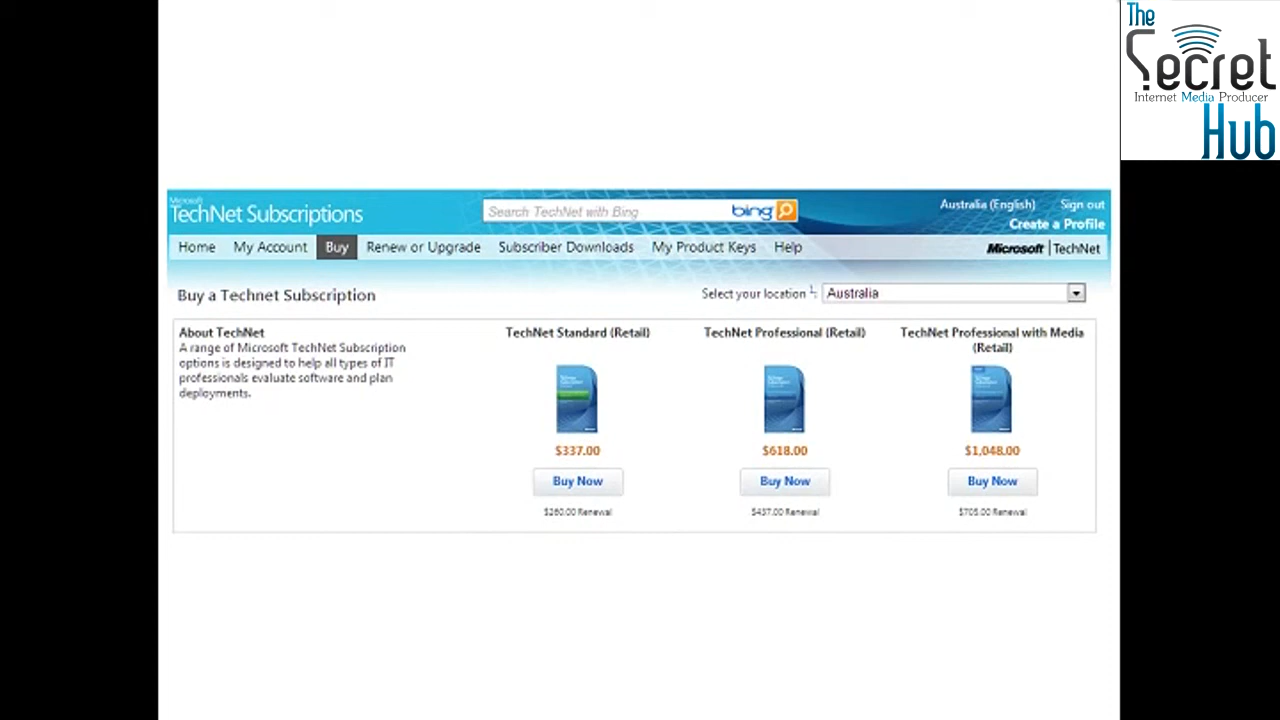 The
Secret
Internet Media Producer
Hub
Microsoft
TechNet Subscriptions
Search TechNet with Bing
bing
Australia (English)
Sign out
Create a Profile
Home
My Account
Buy
Renew or Upgrade
Subscriber Downloads
My Product Keys
Help
Microsoft | TechNet
Buy a Technet Subscription
Select your location :
Australia
About TechNet
A range of Microsoft TechNet Subscription
options is designed to help all types of IT
professionals evaluate software and plan
deployments.
TechNet Standard (Retail)
$337.00
Buy Now
$260.00 Renewal
TechNet Professional (Retail)
$618.00
Buy Now
$437.00 Renewal
TechNet Professional with Media
(Retail)
$1,048.00
Buy Now
$705.00 Renewal